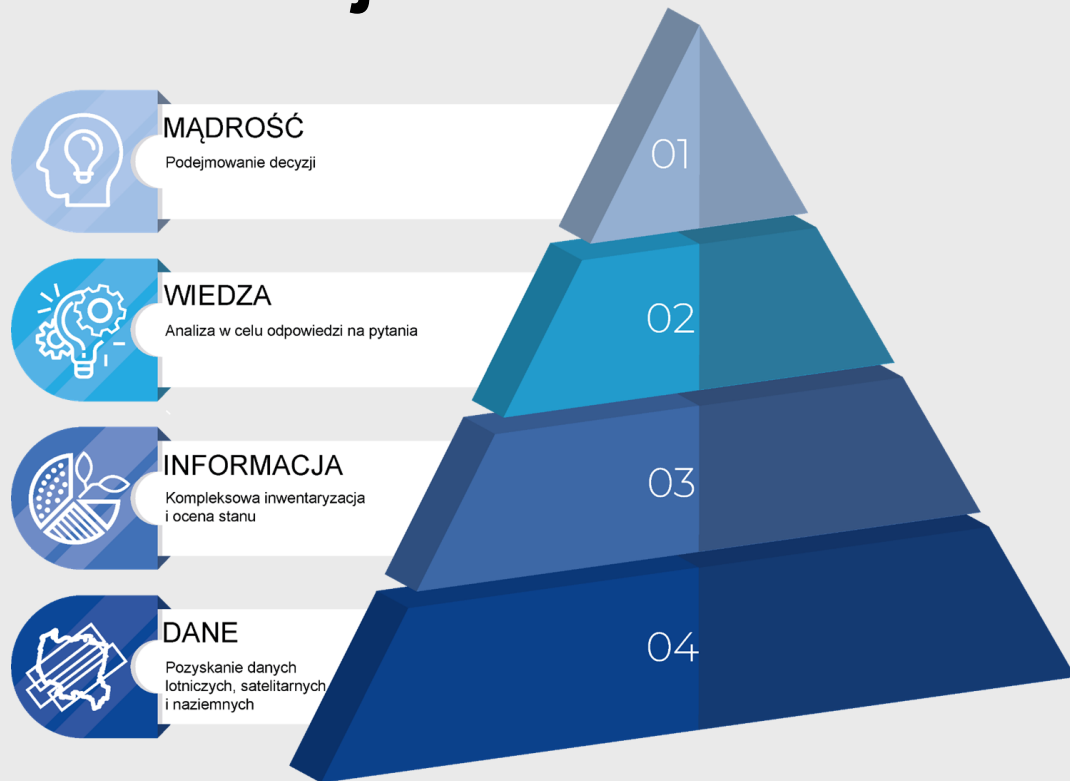 MĄDROŚĆ
Podejmowanie decyzji
01
WIEDZA
Analiza w celu odpowiedzi na pytania
02
INFORMACJA
Kompleksowa inwentaryzacja
i ocena stanu
03
DANE
Pozyskanie danych
lotniczych, satelitarnych
i naziemnych
04